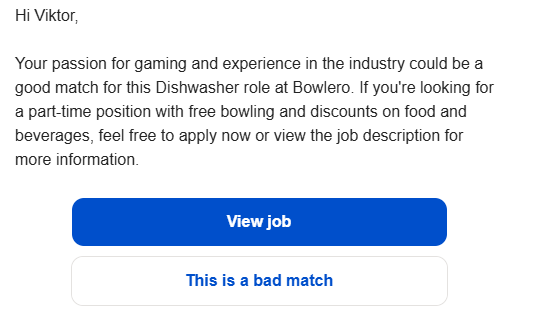 Hi Viktor,
Your passion for gaming and experience in the industry could be a
good match for this Dishwasher role at Bowlero. If you're looking for
a part-time position with free bowling and discounts on food and
beverages, feel free to apply now or view the job description for
more information.
View job
This is a bad match